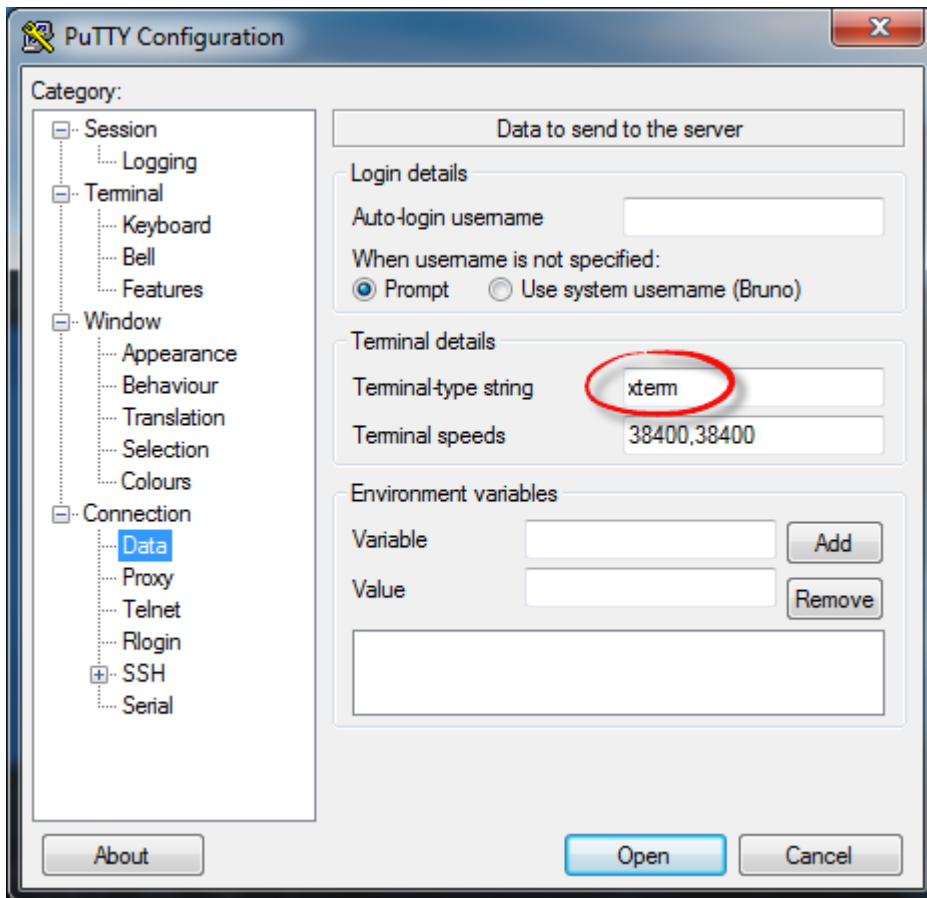 PuTTY Configuration
Category:
Session
Logging
Terminal
Keyboard
Bell
Features
Window
Appearance
Behaviour
Translation
Selection
Colours
Connection
Data
Proxy
Telnet
Rlogin
SSH
Serial
Data to send to the server
Login details
Auto-login username
When username is not specified:
Prompt Use system username (Bruno)
Terminal details
Terminal-type string xterm
Terminal speeds 38400,38400
Environment variables
Variable Add
Value Remove
About Open Cancel